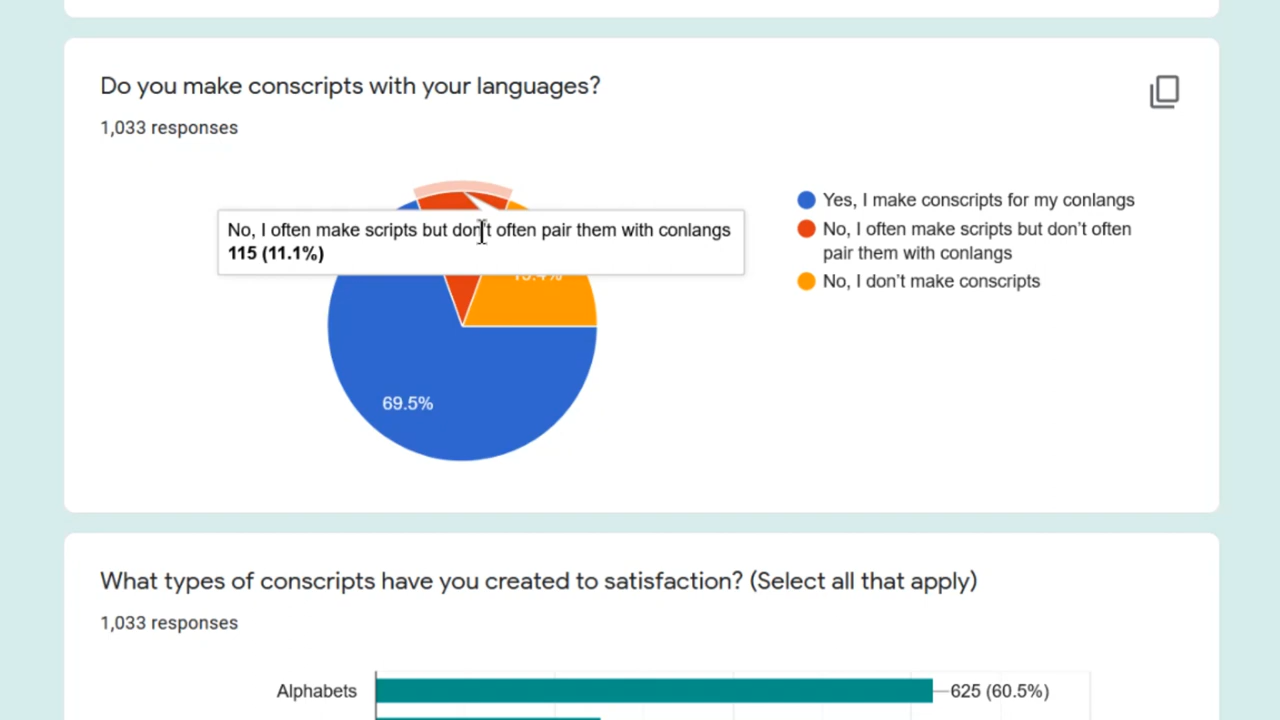 Do you make conscripts with your languages?
1,033 responses
No, I often make scripts but don't often pair them with conlangs
115 (11.1%)
69.5%
Yes, I make conscripts for my conlangs
No, I often make scripts but don’t often
pair them with conlangs
No, I don’t make conscripts
What types of conscripts have you created to satisfaction? (Select all that apply)
1,033 responses
Alphabets
625 (60.5%)